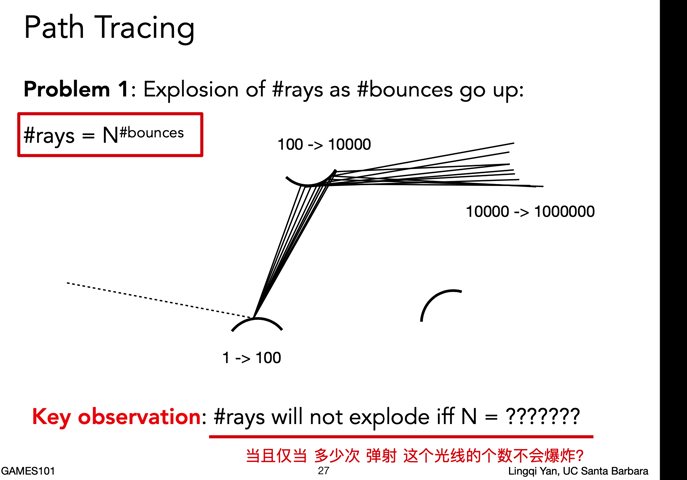 Path Tracing
Problem 1: Explosion of #rays as #bounces go up:
#rays = N^#bounces
100 -> 10000
10000 -> 1000000
1 -> 100
Key observation: #rays will not explode iff N = ???????
当且仅当 多少次 弹射 这个光线的个数不会爆炸?
GAMES101
27
Lingqi Yan, UC Santa Barbara